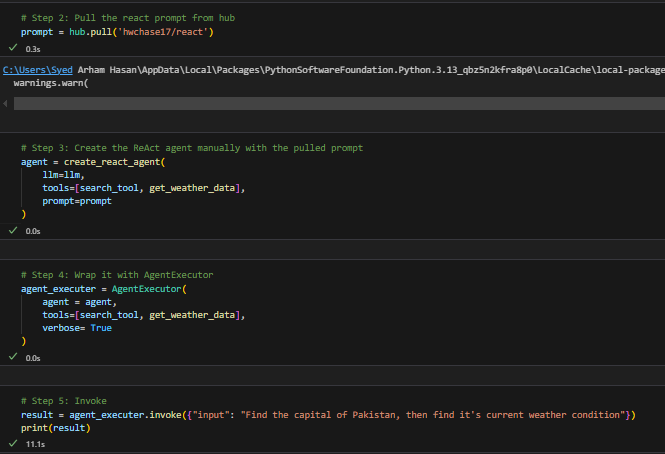 # Step 2: Pull the react prompt from hub
prompt = hub.pull('hwchase17/react')
0.3s
C:\Users\Syed Arham Hasan\AppData\Local\Packages\PythonSoftwareFoundation.Python.3.13_qbz5n2kfra8p0\LocalCache\local-package
warnings.warn(
# Step 3: Create the ReAct agent manually with the pulled prompt
agent = create_react_agent(
    llm=llm,
    tools=[search_tool, get_weather_data],
    prompt=prompt
)
0.0s
# Step 4: Wrap it with AgentExecutor
agent_executer = AgentExecutor(
    agent = agent,
    tools=[search_tool, get_weather_data],
    verbose= True
)
0.0s
# Step 5: Invoke
result = agent_executer.invoke({"input": "Find the capital of Pakistan, then find it's current weather condition"})
print(result)
11.1s